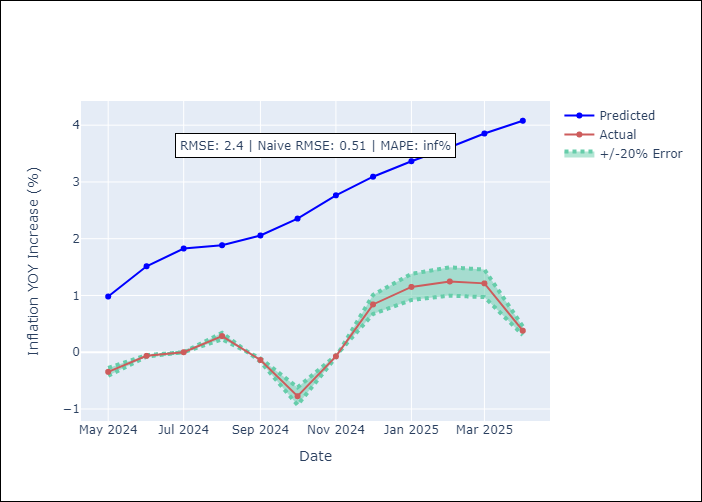 Predicted
Actual
+/-20% Error
RMSE: 2.4 | Naive RMSE: 0.51 | MAPE: inf%
Inflation YOY Increase (%)
4
3
2
1
0
−1
May 2024 Jul 2024 Sep 2024 Nov 2024 Jan 2025 Mar 2025
Date